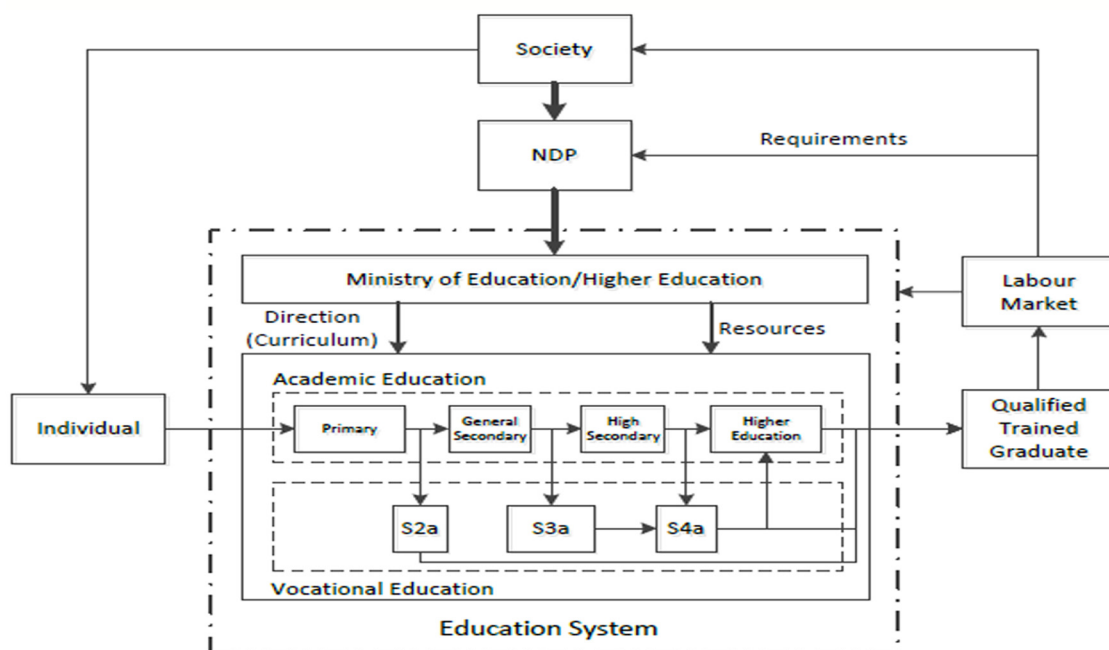 Society
NDP
Requirements
Ministry of Education/Higher Education
Labour
Market
Direction
(Curriculum)
Resources
Academic Education
Individual
Primary
General
Secondary
High
Secondary
Higher
Education
Qualified
Trained
Graduate
S2a
S3a
S4a
Vocational Education
Education System